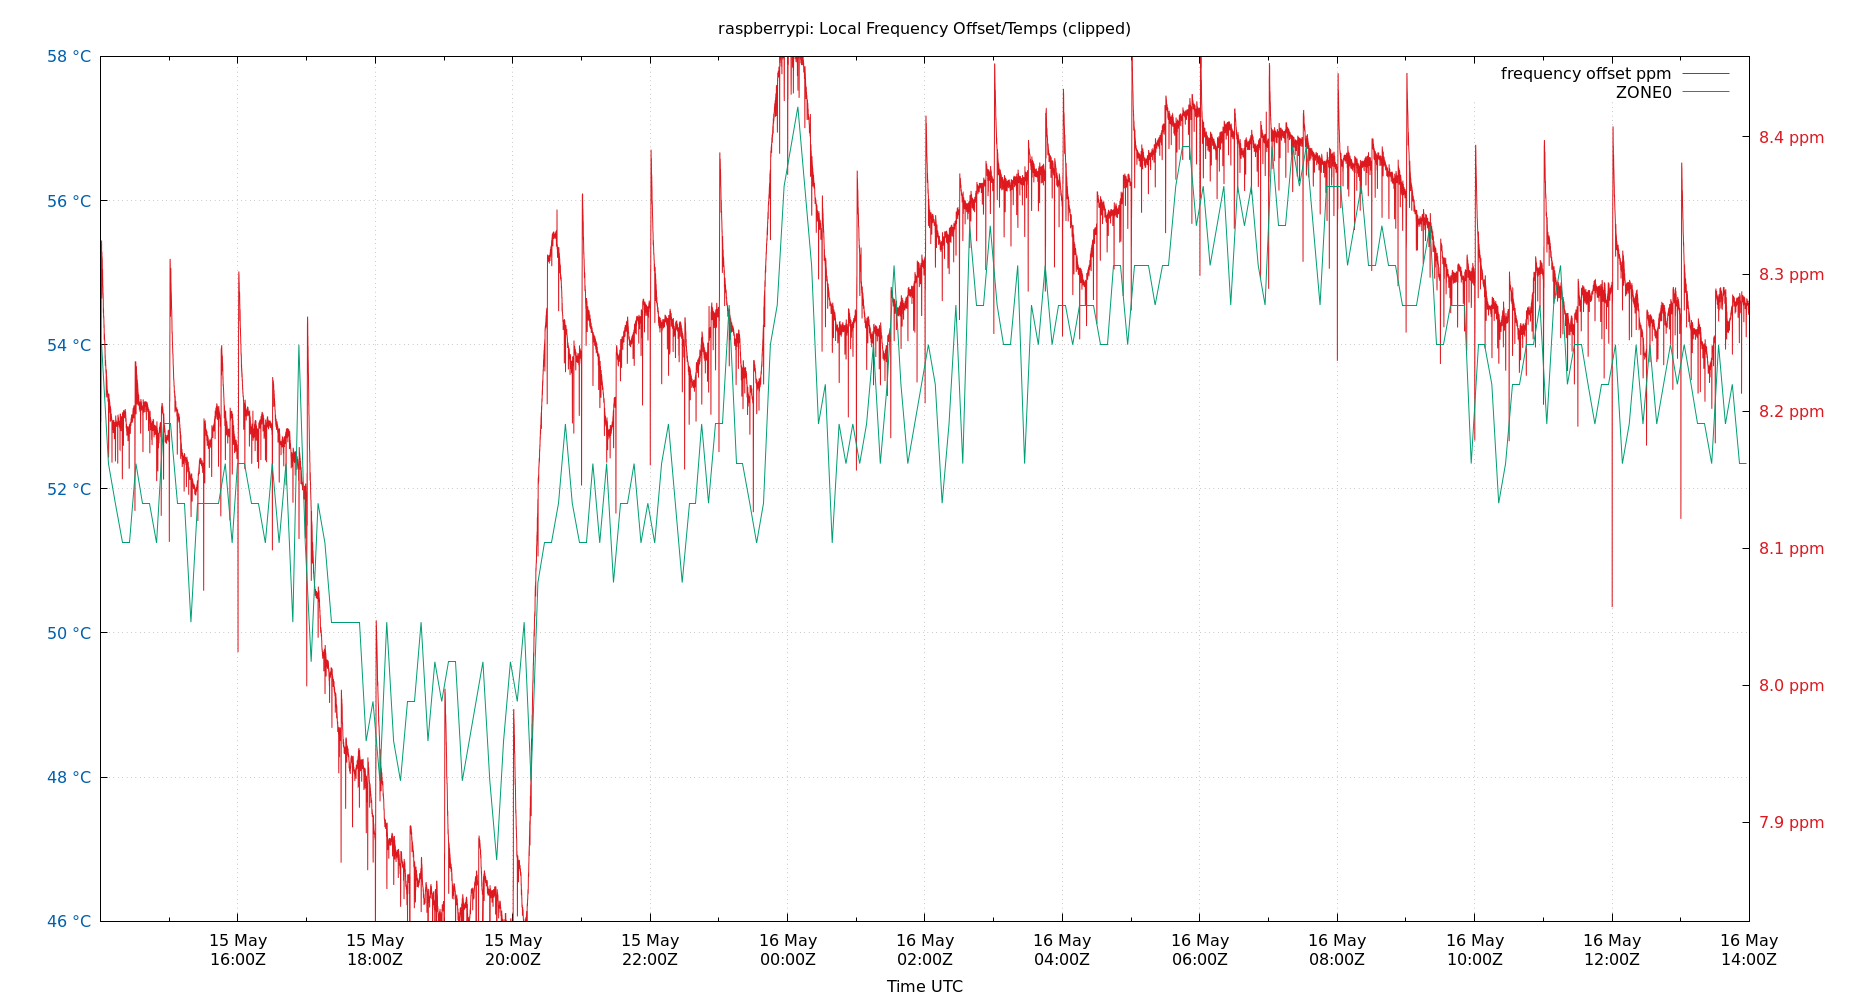 raspberrypi: Local Frequency Offset/Temps (clipped)
58 °C
56 °C
54 °C
52 °C
50 °C
48 °C
46 °C
frequency offset ppm
ZONE0
8.4 ppm
8.3 ppm
8.2 ppm
8.1 ppm
8.0 ppm
7.9 ppm
15 May 15 May 15 May 15 May 16 May 16 May 16 May 16 May 16 May 16 May 16 May 16 May
16:00Z 18:00Z 20:00Z 22:00Z 00:00Z 02:00Z 04:00Z 06:00Z 08:00Z 10:00Z 12:00Z 14:00Z
Time UTC